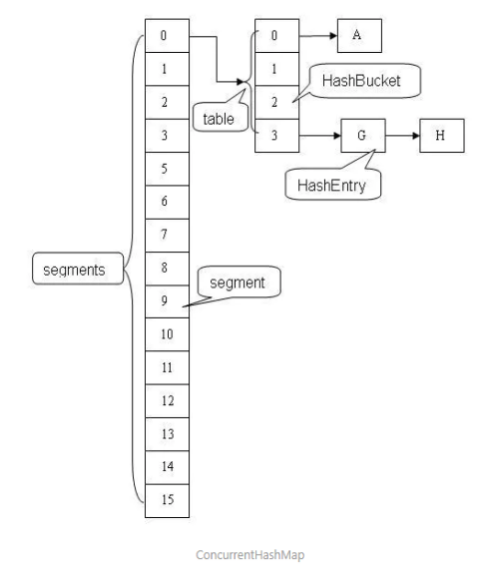 0
1
2
3
5
6
7
8
9
10
11
12
13
14
15
segments
segment
0
1
2
3
table
HashBucket
A
G
H
HashEntry
ConcurrentHashMap